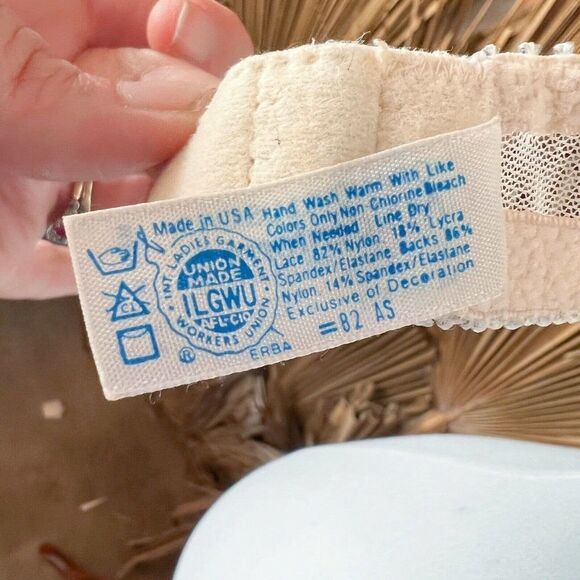 Made in USA
Hand Wash Warm With Like
Colors Only Non Chlorine Bleach
When Needed Line Dry
Lace 82% Nylon 18% Lycra
Spandex/Elastane Backs 86%
Nylon 14% Spandex/Elastane
Exclusive of Decoration
=82 AS
INT LADIES GARMENT
WORKERS UNION
UNION
MADE
ILGWU
AFL-CIO
®
ERBA
Cl